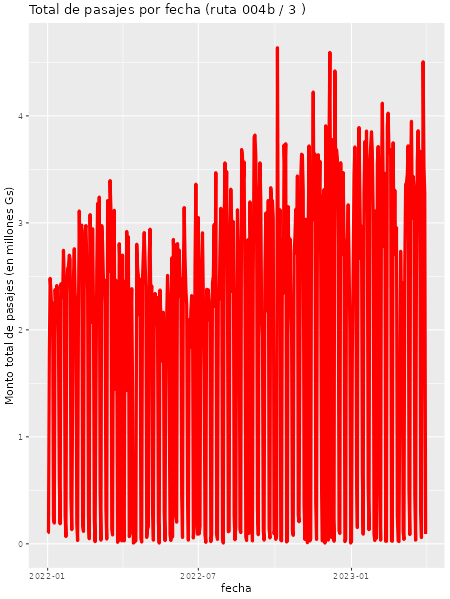 Total de pasajes por fecha (ruta 004b / 3 )
Monto total de pasajes (en millones Gs)
4
3
2
1
0
2022-01
2022-07
2023-01
fecha